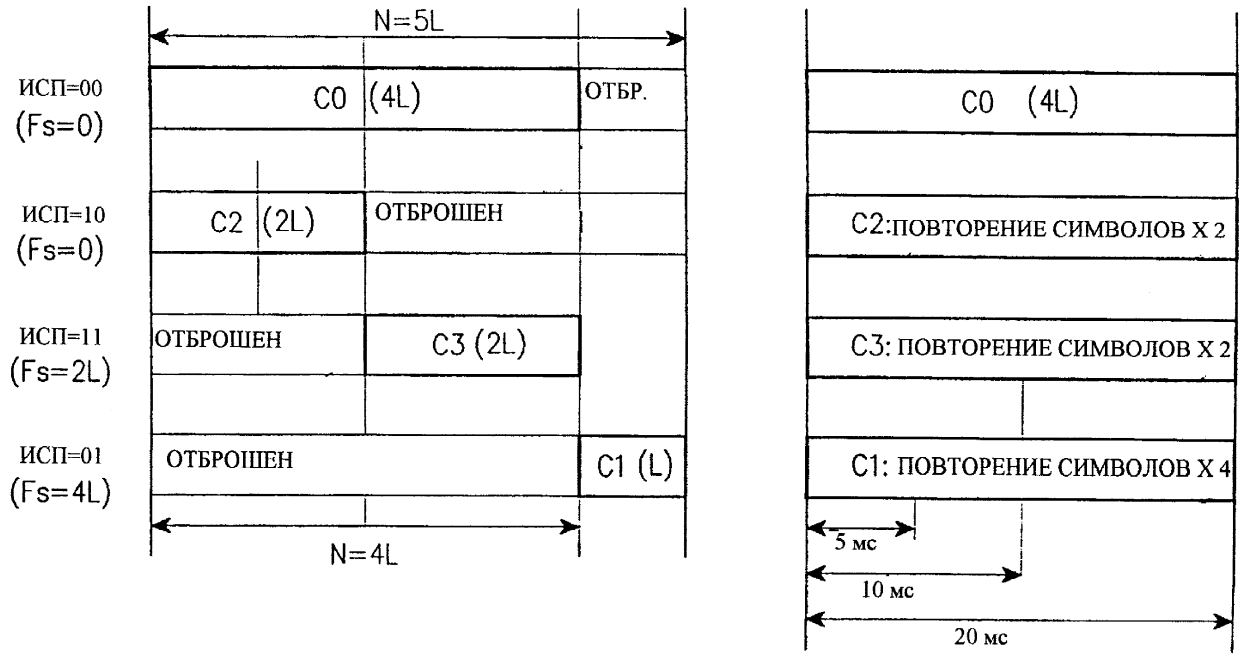 N=5L
ИСП=00
(Fs=0)
C0 (4L)
ОТБР.
C0 (4L)
ИСП=10
(Fs=0)
C2 (2L)
ОТБРОШЕН
C2: ПОВТОРЕНИЕ СИМВОЛОВ X 2
ИСП=11
(Fs=2L)
ОТБРОШЕН
C3 (2L)
C3: ПОВТОРЕНИЕ СИМВОЛОВ X 2
ИСП=01
(Fs=4L)
ОТБРОШЕН
C1 (L)
C1: ПОВТОРЕНИЕ СИМВОЛОВ X 4
N=4L
5 мс
10 мс
20 мс